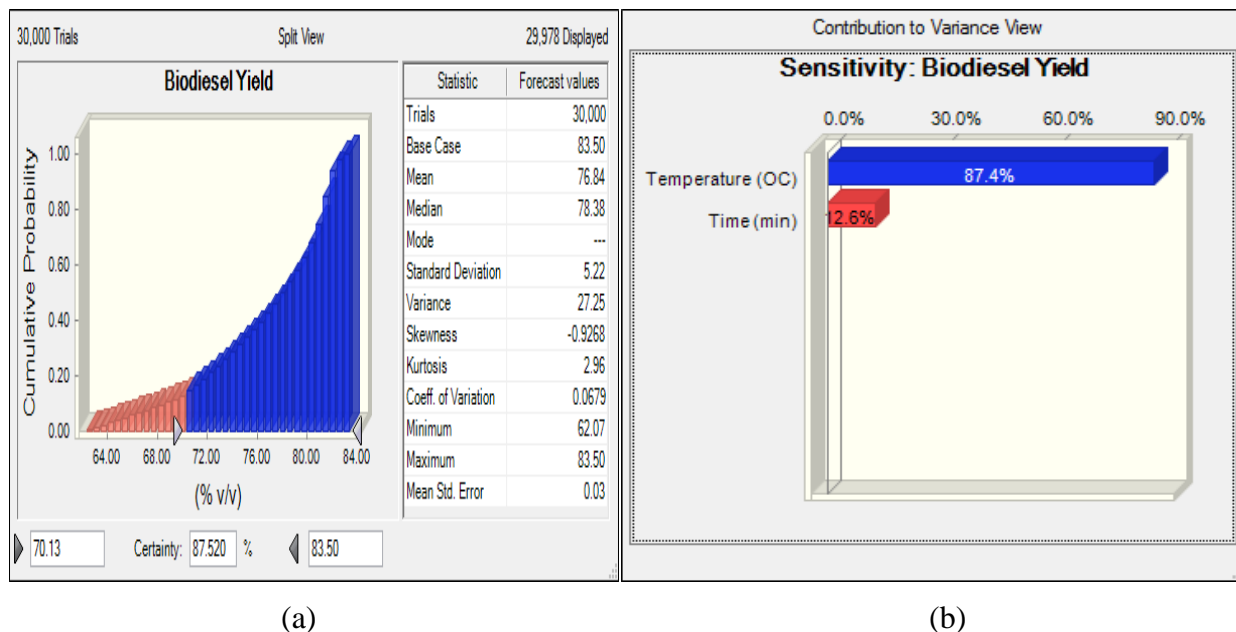 30,000 Trials Split View 29,978 Displayed
Biodiesel Yield
Cumulative Probability
1.00
0.80
0.60
0.40
0.20
0.00
64.00 68.00 72.00 76.00 80.00 84.00
(% v/v)
Statistic Forecast values
Trials 30,000
Base Case 83.50
Mean 76.84
Median 78.38
Mode ---
Standard Deviation 5.22
Variance 27.25
Skewness -0.9268
Kurtosis 2.96
Coeff. of Variation 0.0679
Minimum 62.07
Maximum 83.50
Mean Std. Error 0.03
70.13 Certainty: 87.520 % 83.50
(a)
Contribution to Variance View
Sensitivity: Biodiesel Yield
0.0% 30.0% 60.0% 90.0%
Temperature (OC) 87.4%
Time (min) 12.6%
(b)